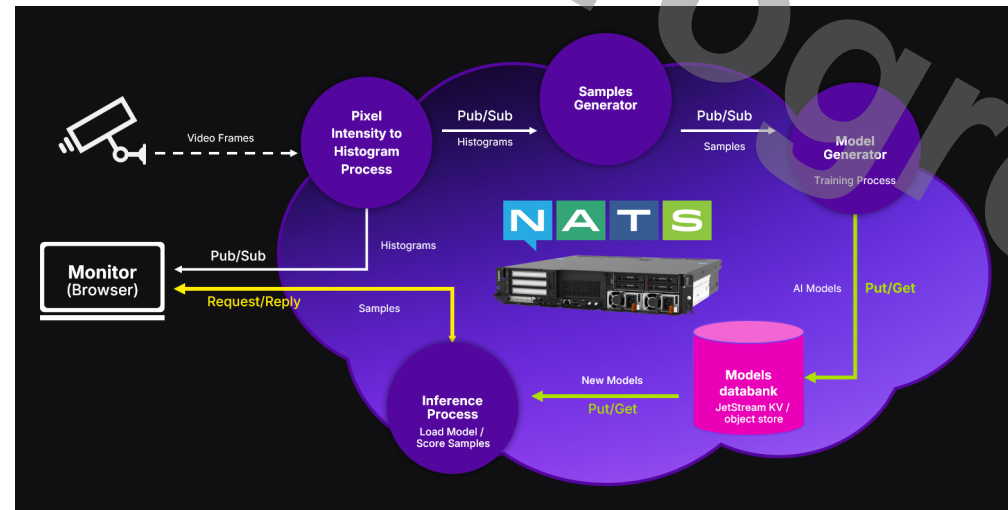 Video Frames
Pixel
Intensity to
Histogram
Process
Pub/Sub
Histograms
Samples
Generator
Pub/Sub
Samples
Model
Generator
Training Process
NATS
Monitor
(Browser)
Pub/Sub
Histograms
Request/Reply
Samples
AI Models
Put/Get
Models
databank
JetStream KV /
object store
New Models
Put/Get
Inference
Process
Load Model /
Score Samples